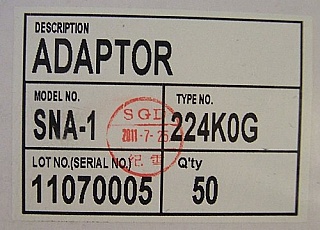 DESCRIPTION
ADAPTOR
MODEL NO.
SNA-1
TYPE NO.
224K0G
SGD
2011-7-25
LOT NO.(SERIAL NO.)
11070005
Q'ty
50